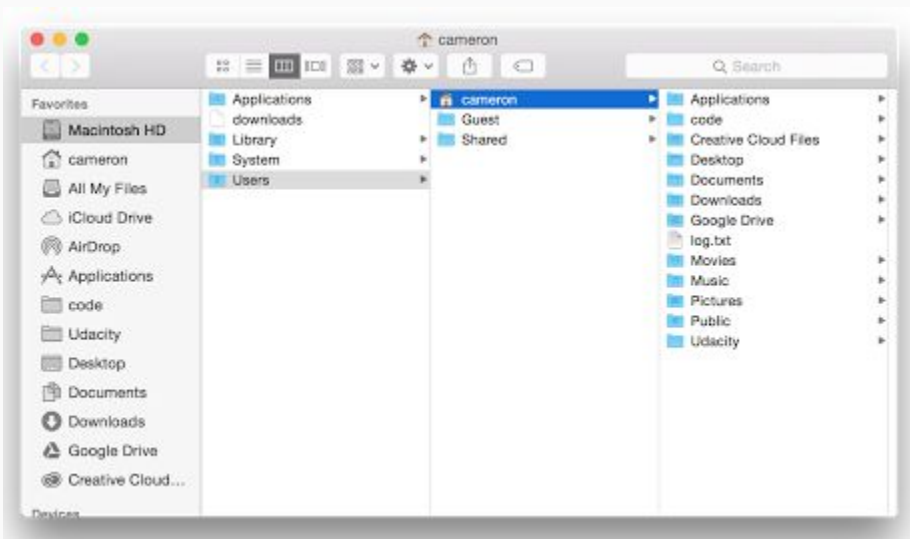 cameron
Search
Favorites
Macintosh HD
cameron
All My Files
iCloud Drive
AirDrop
Applications
code
Udacity
Desktop
Documents
Downloads
Google Drive
Creative Cloud...
Devices
Applications
downloads
Library
System
Users
cameron
Guest
Shared
Applications
code
Creative Cloud Files
Desktop
Documents
Downloads
Google Drive
log.txt
Movies
Music
Pictures
Public
Udacity